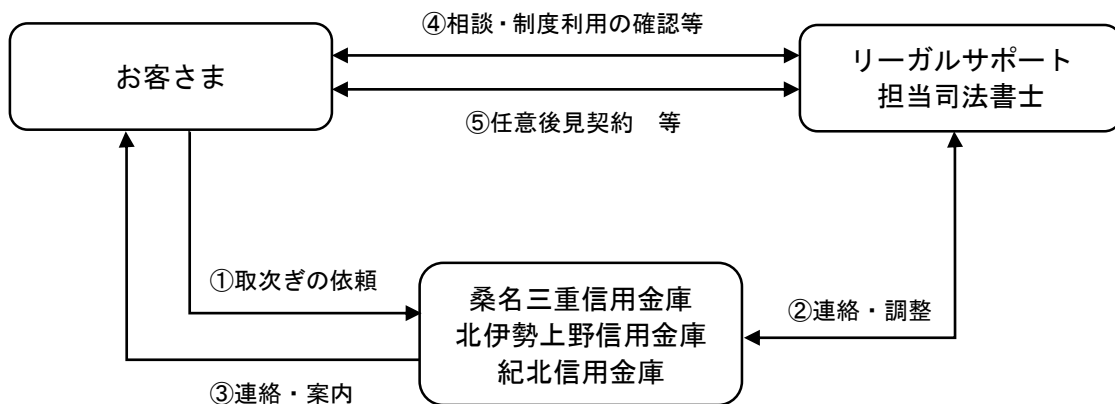 ④相談・制度利用の確認等
お客さま
リーガルサポート
担当司法書士
⑤任意後見契約　等
①取次ぎの依頼
桑名三重信用金庫
北伊勢上野信用金庫
紀北信用金庫
②連絡・調整
③連絡・案内